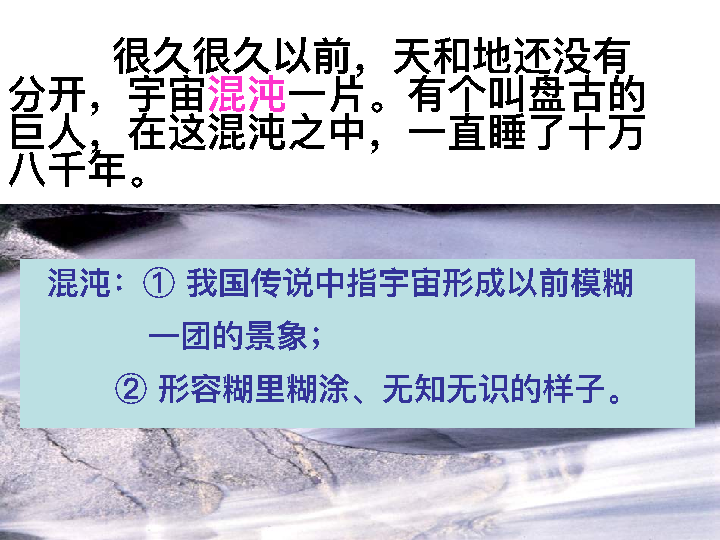 很久很久以前，天和地还没有
分开，宇宙混沌一片。有个叫盘古的
巨人，在这混沌之中，一直睡了十万
八千年。
混沌：① 我国传说中指宇宙形成以前模糊
一团的景象；
② 形容糊里糊涂、无知无识的样子。